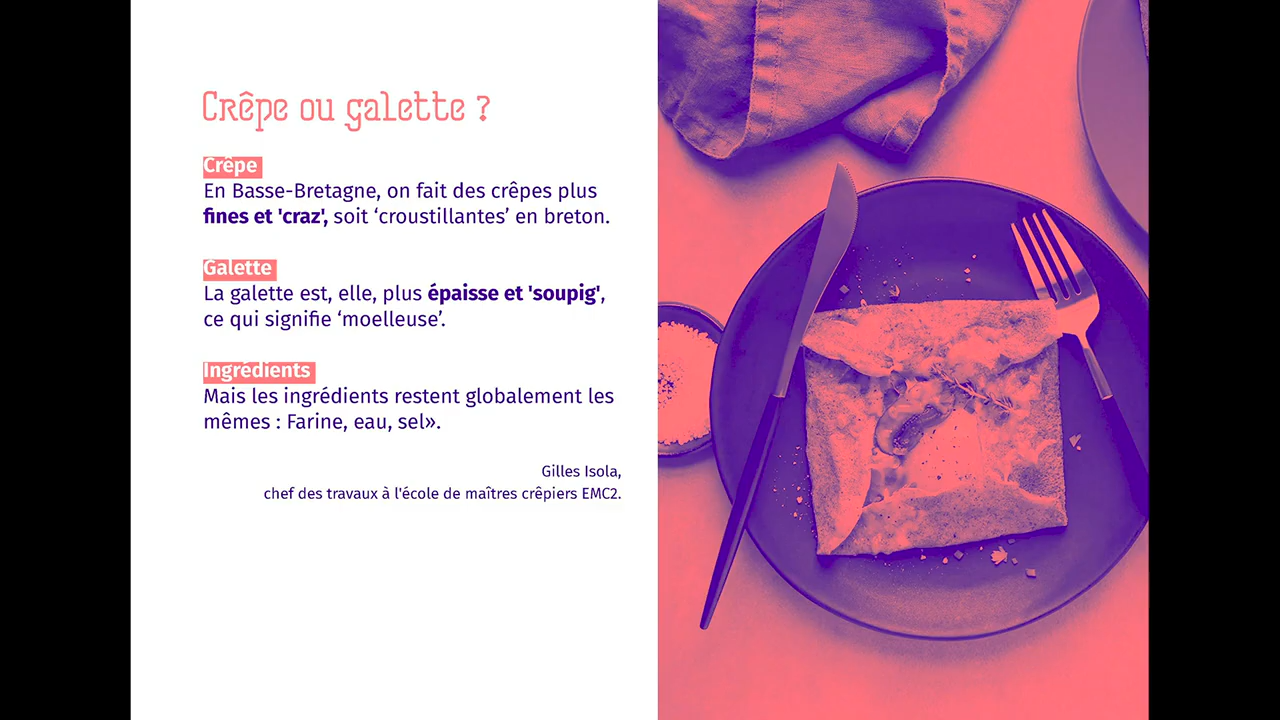 Crêpe ou galette ?
Crêpe
En Basse-Bretagne, on fait des crêpes plus
fines et 'craz', soit ‘croustillantes’ en breton.
Galette
La galette est, elle, plus épaisse et 'soupig',
ce qui signifie ‘moelleuse’.
Ingrédients
Mais les ingrédients restent globalement les
mêmes : Farine, eau, sel».
Gilles Isola,
chef des travaux à l'école de maîtres crêpiers EMC2.